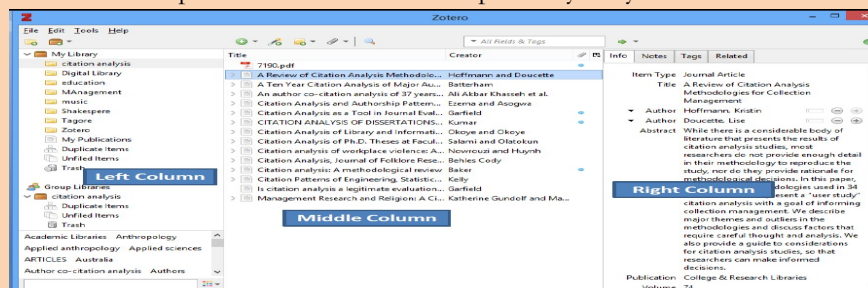 Zotero
File Edit Tools Help
All Fields & Tags
My Library
citation analysis
Digital Library
education
MAnagement
music
Shakespere
Tagore
Zotero
My Publications
Duplicate Items
Unfiled Items
Trash
Left Column
Group Libraries
citation analysis
Duplicate Items
Unfiled Items
Trash
Academic Libraries Anthropology
Applied anthropology Applied sciences
ARTICLES Australia
Author co-citation analysis Authors
Title Creator
7190.pdf
A Review of Citation Analysis Methodolo... Hoffmann and Doucette
A Ten Year Citation Analysis of Major Au... Batterham
An author co-citation analysis of 37 years... Ali Akbar Khasseh et al.
Citation Analysis and Authorship Pattern... Ezema and Asogwa
Citation Analysis as a Tool in Journal Eval... Garfield
CITATION ANALYSIS OF DISSERTATIONS... Kumar
Citation Analysis of Library and Informati... Okoye and Okoye
Citation Analysis of Ph.D. Theses at Facul... Salami and Olatokun
Citation analysis of workplace violence: A... Nowrouzi and Huynh
Citation Analysis, Journal of Folklore Rese... Behles Cody
Citation analysis: A methodological review Baker
Citation Patterns of Engineering, Statistic... Kelly
Is citation analysis a legitimate evaluation... Garfield
Management Research and Religion: A Ci... Katherine Gundolf and Ma...
Middle Column
Info Notes Tags Related
Item Type Journal Article
Title A Review of Citation Analysis
Methodologies for Collection
Management
Author Hoffmann, Kristin
Author Doucette, Lise
Abstract While there is a considerable body of
literature that presents the results of
citation analysis studies, most
researchers do not provide enough detail
in their methodology to reproduce the
study, nor do they provide rationale for
methodological decisions. In this paper,
dologies used in 34
esent a "user study"
Right Column
citation analysis with a goal of informing
collection management. We describe
major themes and outliers in the
methodologies and discuss factors that
require careful thought and analysis. We
also provide a guide to considerations
for citation analysis studies, so that
researchers can make informed
decisions.
Publication College & Research Libraries
Volume 74